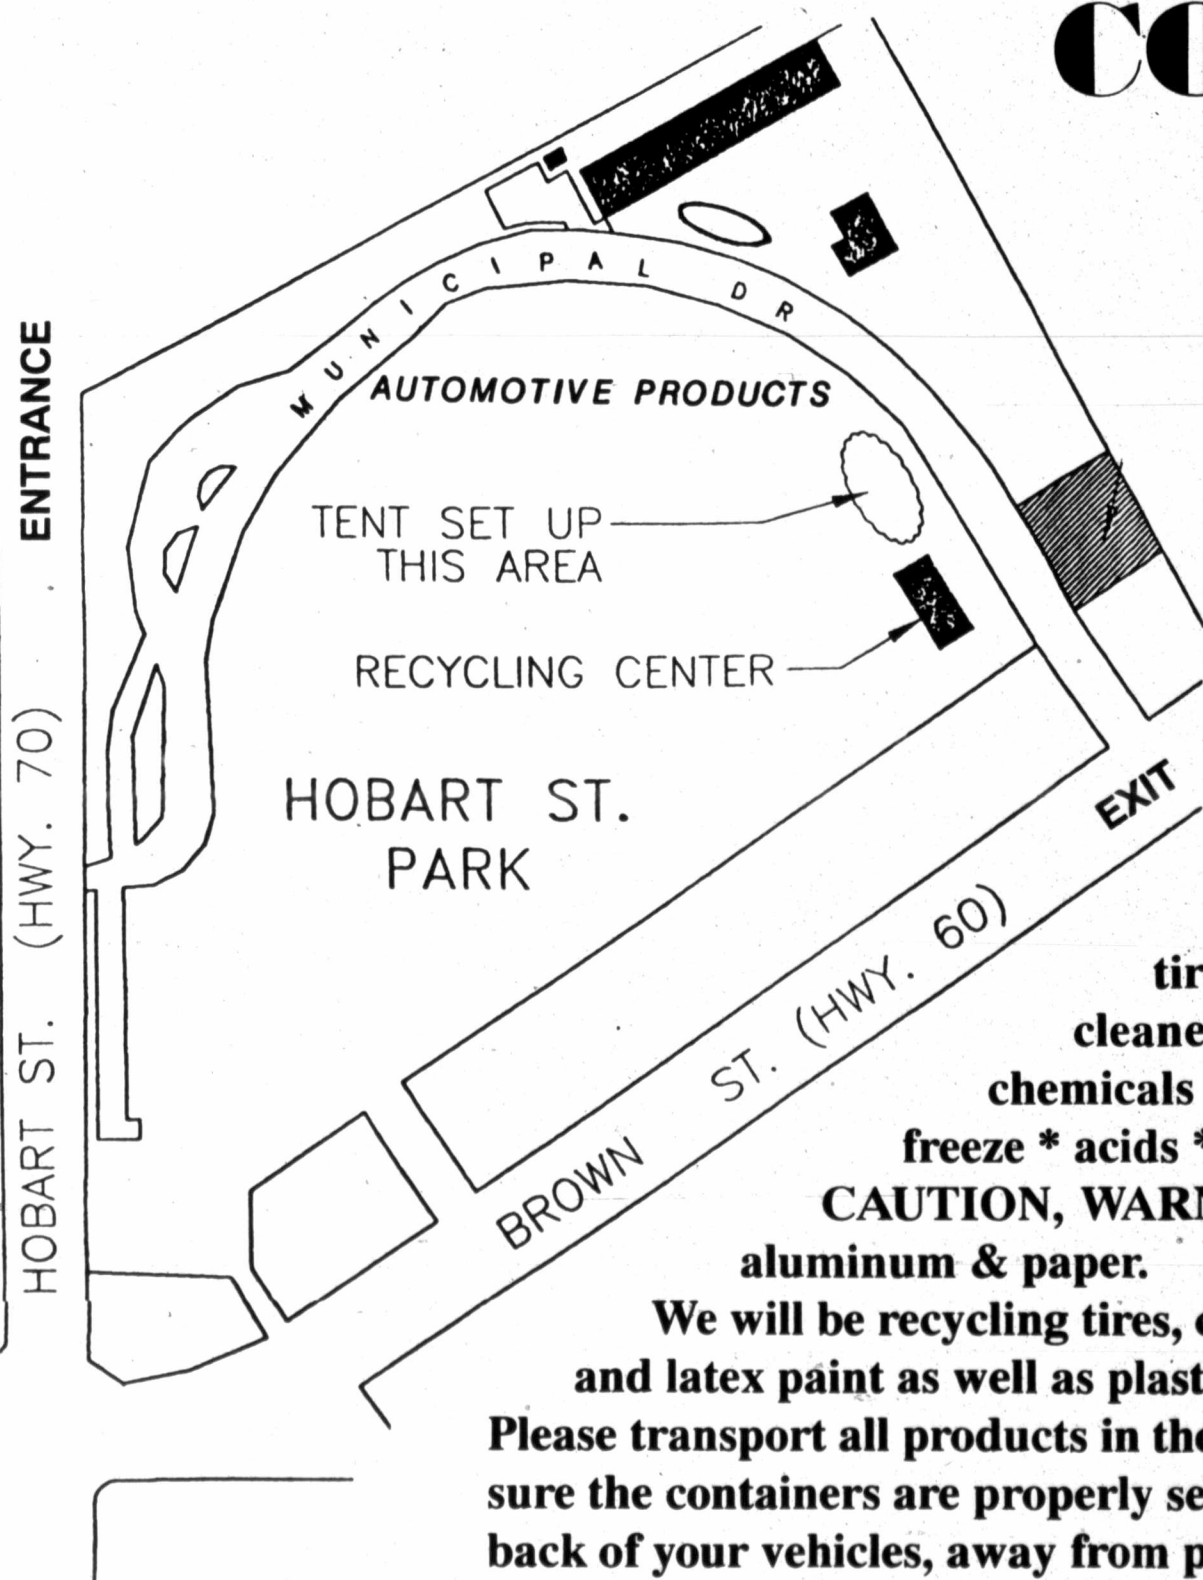 CO
MUNICIPAL DR
ENTRANCE
AUTOMOTIVE PRODUCTS
TENT SET UP
THIS AREA
RECYCLING CENTER
HOBART ST.
PARK
HOBART ST. (HWY. 70)
EXIT
BROWN ST. (HWY. 60)
tir
cleane
chemicals
freeze * acids *
CAUTION, WARN
aluminum & paper.
We will be recycling tires,
and latex paint as well as plast
Please transport all products in the
sure the containers are properly se
back of your vehicles, away from p